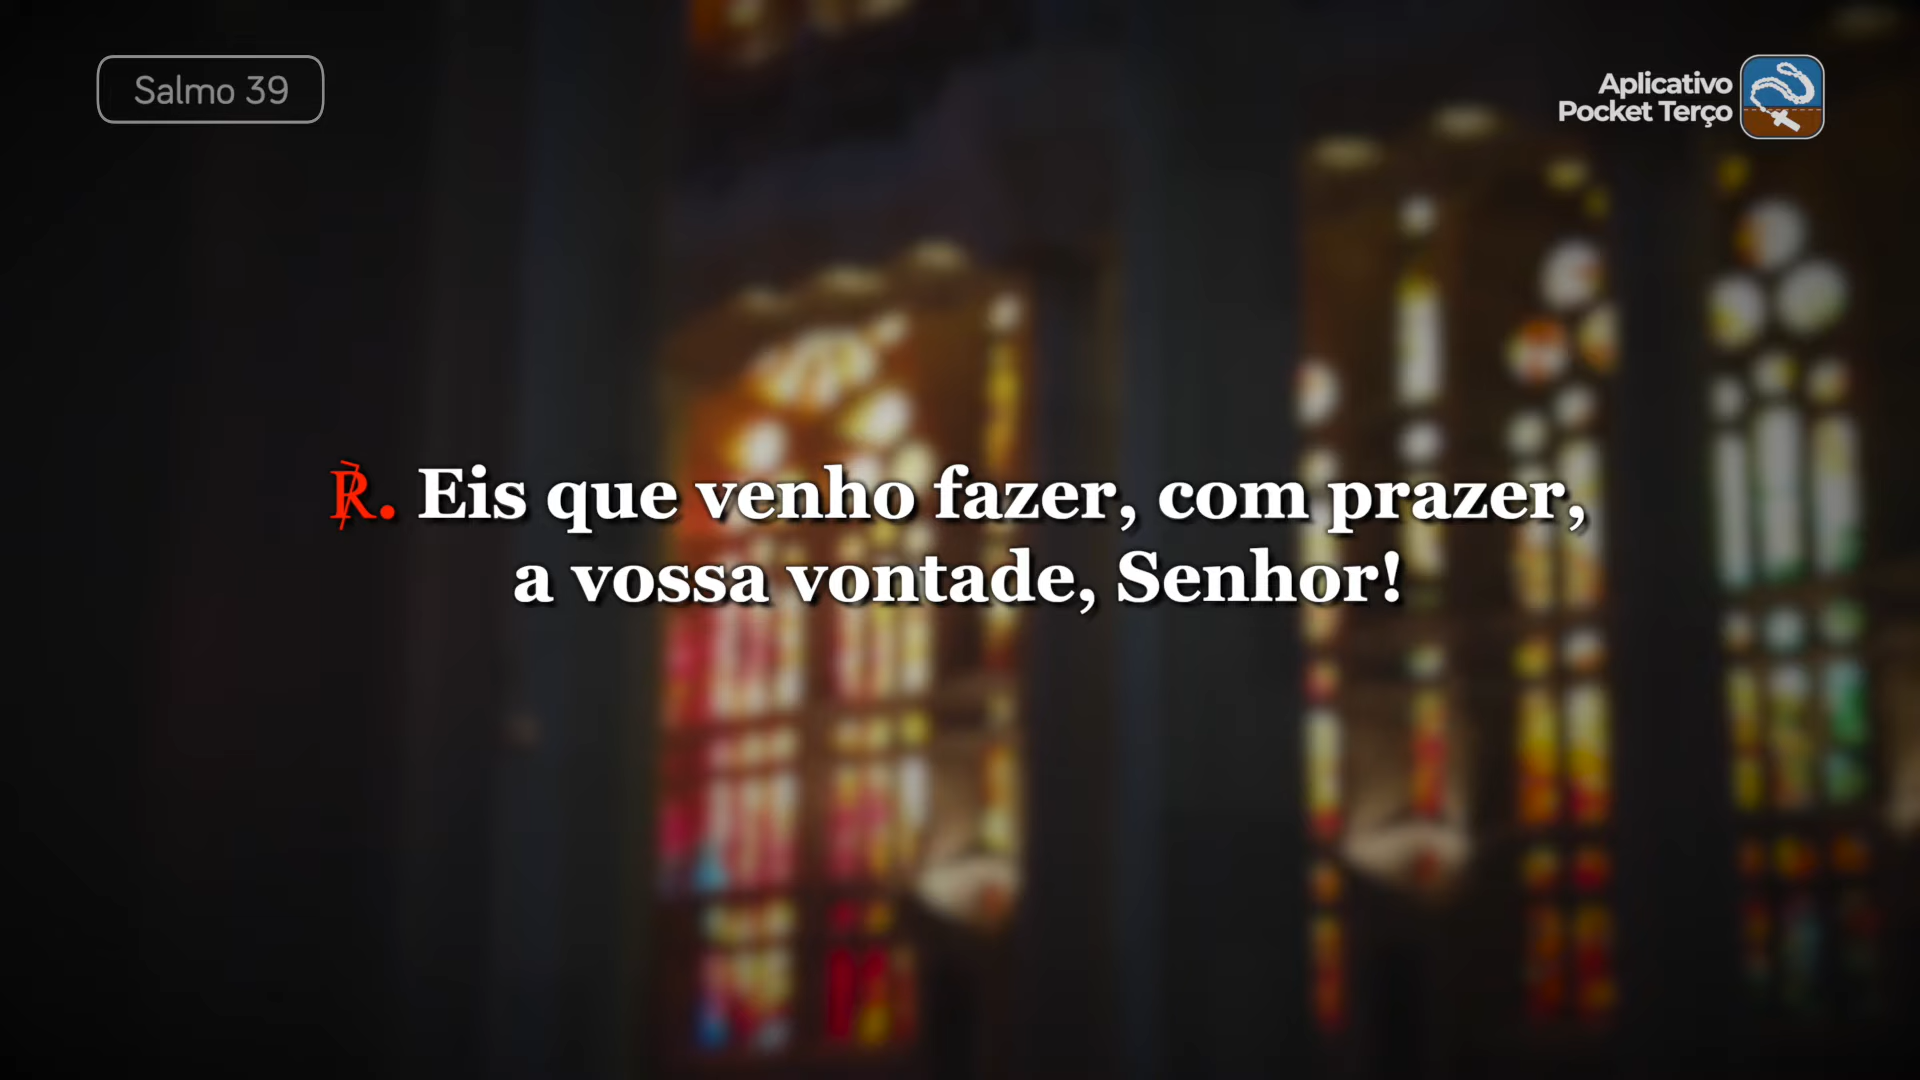 Salmo 39
Aplicativo
Pocket Terço
℟. Eis que venho fazer, com prazer,
a vossa vontade, Senhor!